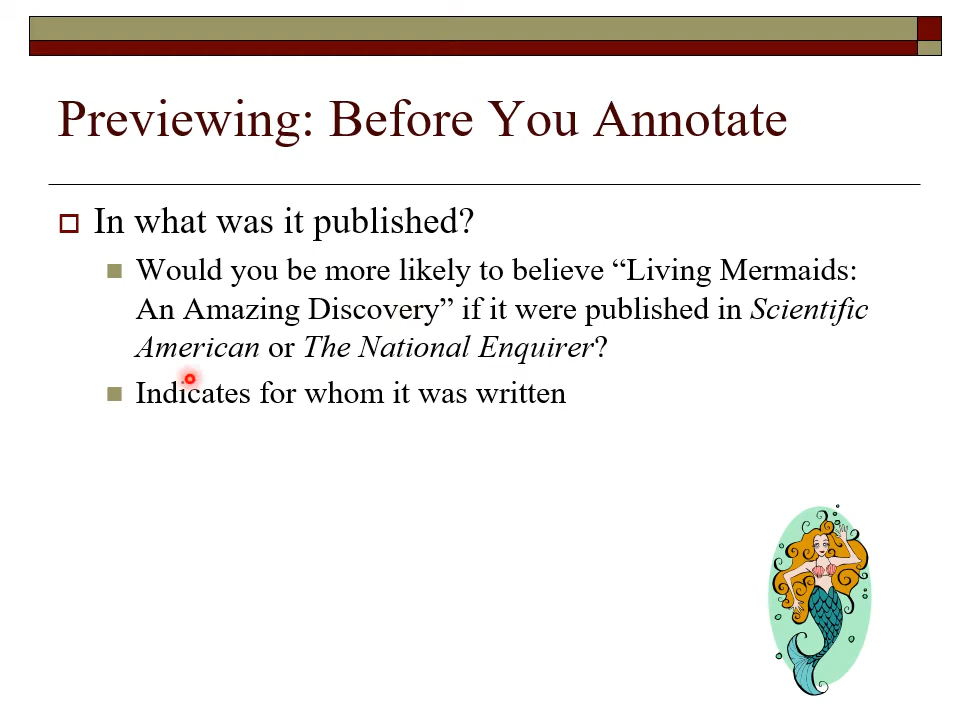 Previewing: Before You Annotate
In what was it published?
Would you be more likely to believe “Living Mermaids:
An Amazing Discovery” if it were published in Scientific
American or The National Enquirer?
Indicates for whom it was written